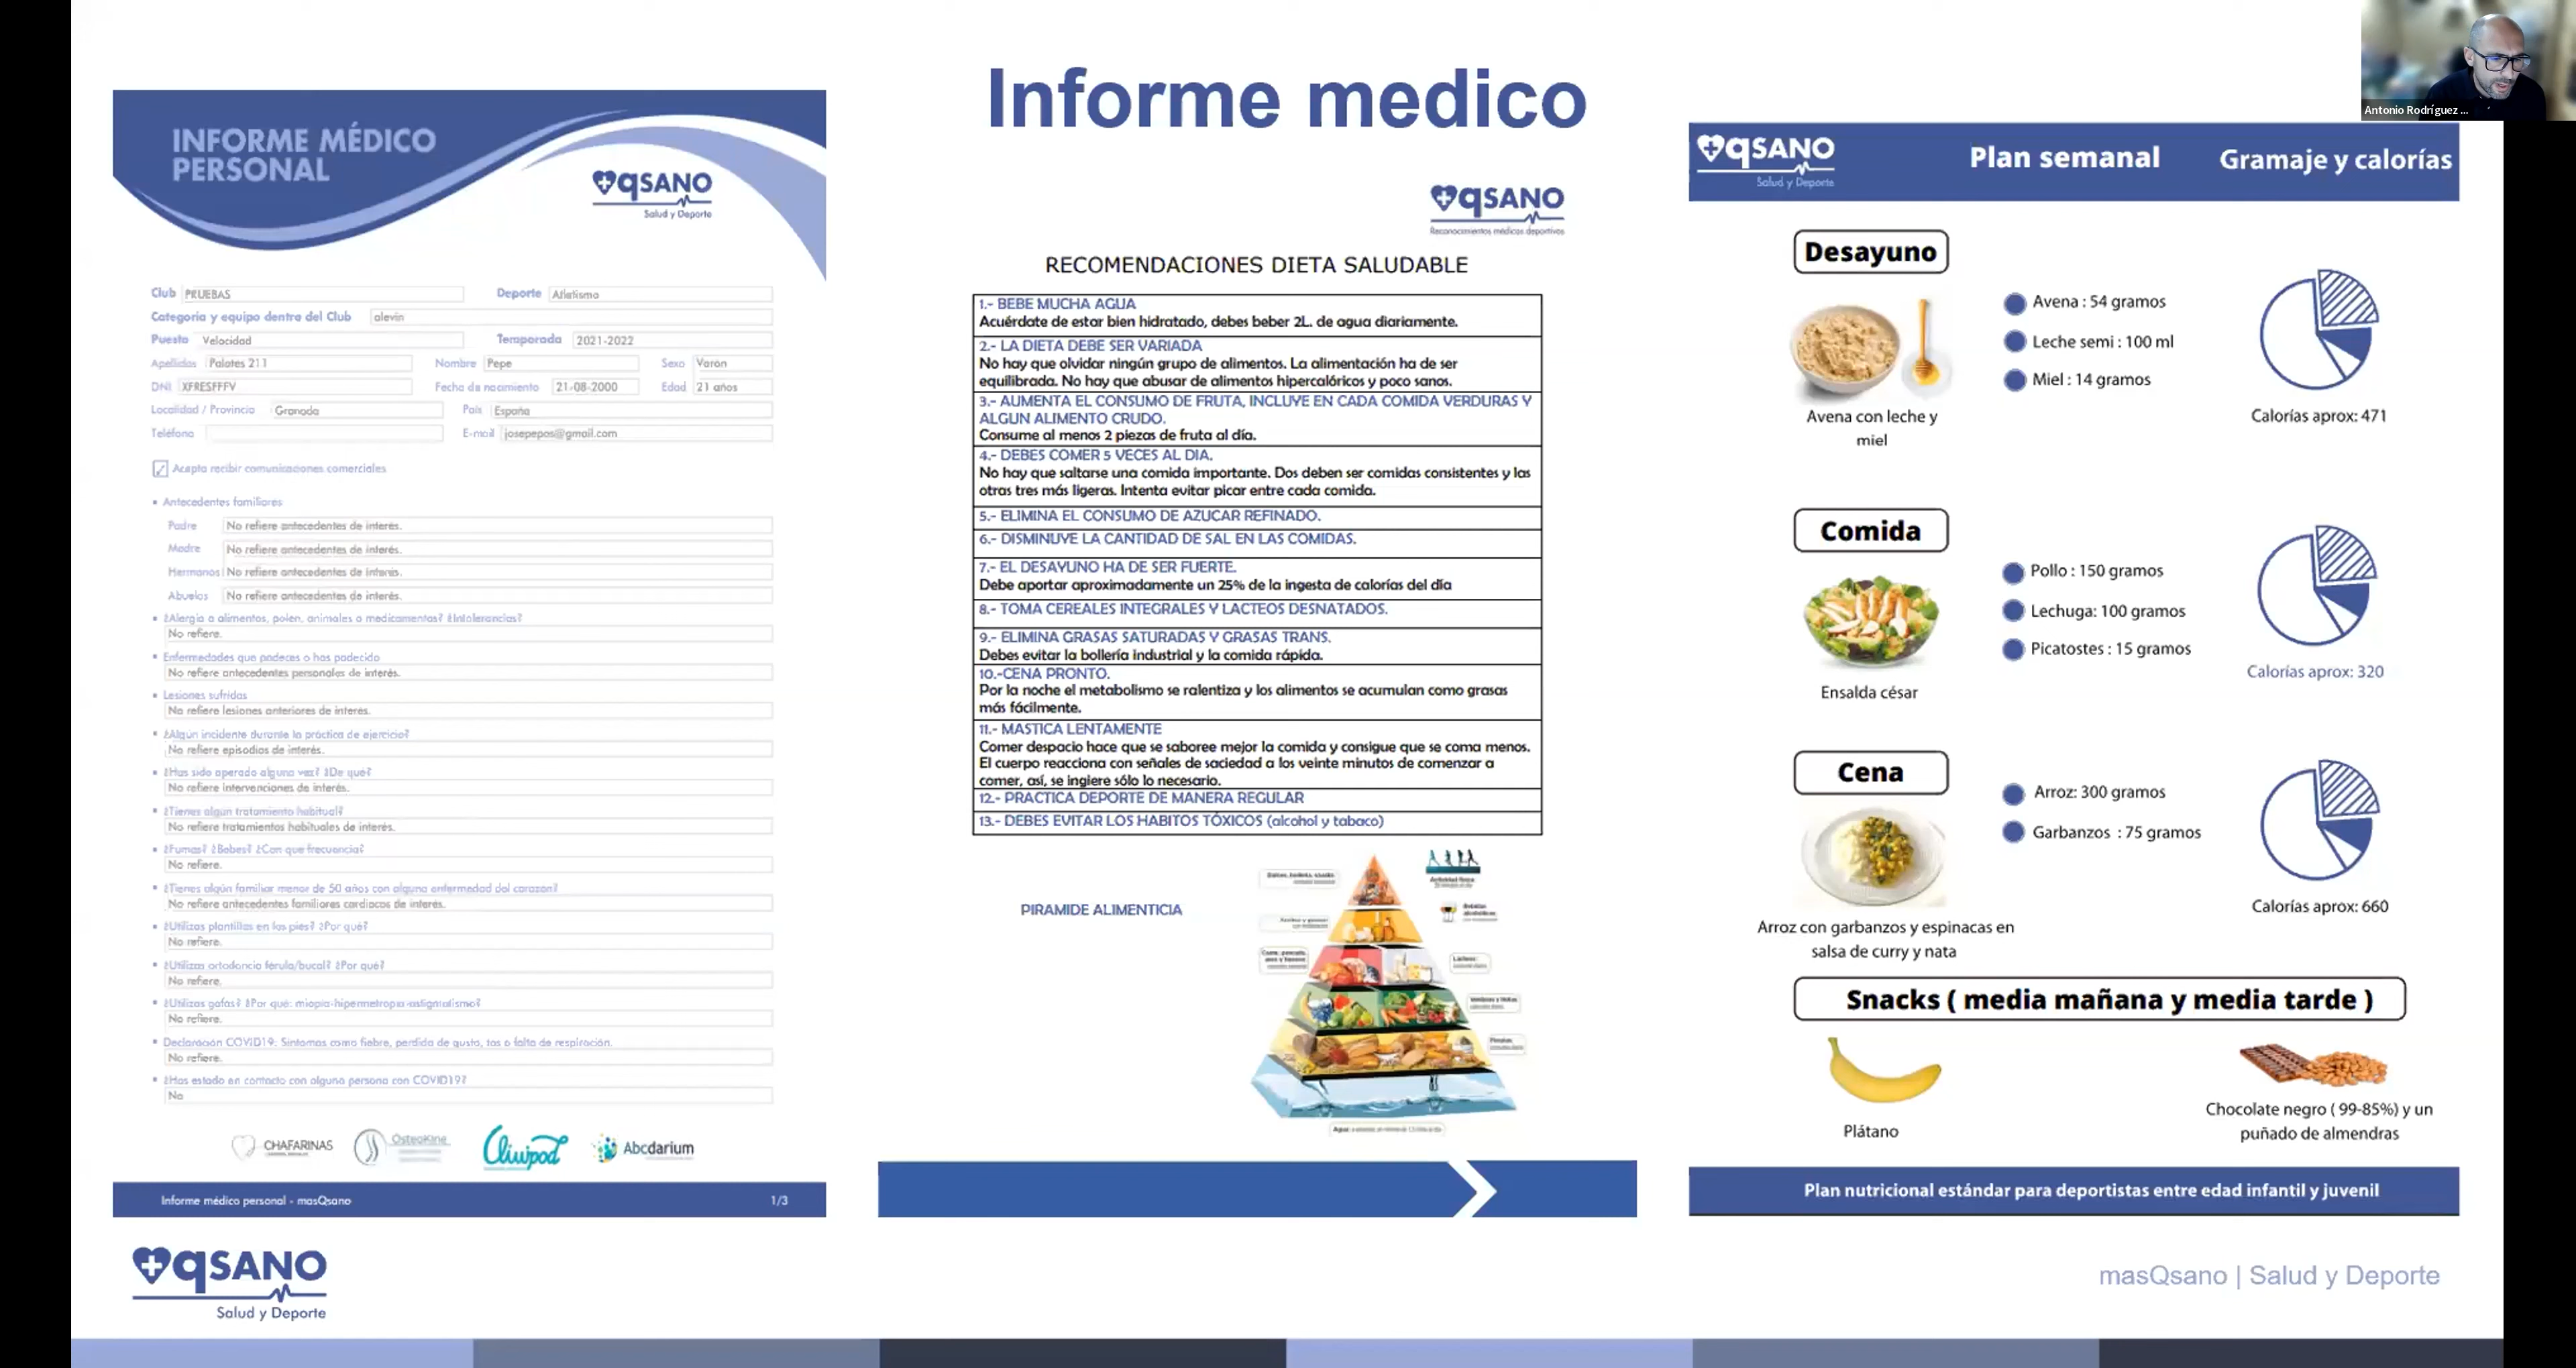 Informe medico
Antonio Rodríguez ...
INFORME MÉDICO
PERSONAL
qSANO
Salud y Deporte
Club PRUEBAS Deporte Atletismo
Categoría y equipo dentro del Club alevin
Puesto Velocidad Temporada 2021-2022
Apellidos Palotes 211 Nombre Pepe Sexo Varon
DNI XFRESFFFV Fecha de nacimiento 21-08-2000 Edad 21 años
Localidad / Provincia Granada País España
Teléfono E-mail josepepos@gmail.com
Acepta recibir comunicaciones comerciales
Antecedentes familiares
Padre No refiere antecedentes de interés.
Madre No refiere antecedentes de interés.
Hermanos No refiere antecedentes de interés.
Abuelos No refiere antecedentes de interés.
¿Alergia a alimentos, polen, animales o medicamentos? ¿Intolerancias?
No refiere.
Enfermedades que padeces o has padecido
No refiere antecedentes personales de interés.
Lesiones sufridas
No refiere lesiones anteriores de interés.
¿Algún incidente durante la práctica de ejercicio?
No refiere episodios de interés.
¿Has sido operado alguna vez? ¿De qué?
No refiere intervenciones de interés.
¿Tienes algún tratamiento habitual?
No refiere tratamientos habituales de interés.
¿Fumas? ¿Bebes? ¿Con que frecuencia?
No refiere.
¿Tienes algún familiar menor de 50 años con alguna enfermedad del corazón?
No refiere antecedentes familiares cardiacos de interés.
¿Utilizas plantillas en los pies? ¿Por qué?
No refiere.
¿Utilizas ortodoncia férula/bucal? ¿Por qué?
No refiere.
¿Utilizas gafas? ¿Por qué: miopía-hipermetropía-astigmatismo?
No refiere.
Declaración COVID19: Síntomas como fiebre, perdida de gusto, tos o falta de respiración.
No refiere.
¿Has estado en contacto con alguna persona con COVID19?
No
CHAFARINAS
OsteoKine
Clinipod
Abcdarium
Informe médico personal - masQsano 1/3
qSANO
Reconocimientos médicos deportivos
RECOMENDACIONES DIETA SALUDABLE
1.- BEBE MUCHA AGUA
Acuérdate de estar bien hidratado, debes beber 2L. de agua diariamente.
2.- LA DIETA DEBE SER VARIADA
No hay que olvidar ningún grupo de alimentos. La alimentación ha de ser
equilibrada. No hay que abusar de alimentos hipercalóricos y poco sanos.
3.- AUMENTA EL CONSUMO DE FRUTA, INCLUYE EN CADA COMIDA VERDURAS Y
ALGUN ALIMENTO CRUDO.
Consume al menos 2 piezas de fruta al día.
4.- DEBES COMER 5 VECES AL DIA.
No hay que saltarse una comida importante. Dos deben ser comidas consistentes y las
otras tres más ligeras. Intenta evitar picar entre cada comida.
5.- ELIMINA EL CONSUMO DE AZUCAR REFINADO.
6.- DISMINUYE LA CANTIDAD DE SAL EN LAS COMIDAS.
7.- EL DESAYUNO HA DE SER FUERTE.
Debe aportar aproximadamente un 25% de la ingesta de calorías del día
8.- TOMA CEREALES INTEGRALES Y LACTEOS DESNATADOS.
9.- ELIMINA GRASAS SATURADAS Y GRASAS TRANS.
Debes evitar la bollería industrial y la comida rápida.
10.-CENA PRONTO.
Por la noche el metabolismo se ralentiza y los alimentos se acumulan como grasas
más fácilmente.
11.- MASTICA LENTAMENTE
Comer despacio hace que se saboree mejor la comida y consigue que se coma menos.
El cuerpo reacciona con señales de saciedad a los veinte minutos de comenzar a
comer, así, se ingiere sólo lo necesario.
12.- PRACTICA DEPORTE DE MANERA REGULAR
13.- DEBES EVITAR LOS HABITOS TÓXICOS (alcohol y tabaco)
PIRAMIDE ALIMENTICIA
qSANO
Salud y Deporte
Plan semanal
Gramaje y calorías
Desayuno
Avena : 54 gramos
Leche semi : 100 ml
Miel : 14 gramos
Avena con leche y
miel
Calorías aprox: 471
Comida
Pollo : 150 gramos
Lechuga: 100 gramos
Picatostes : 15 gramos
Ensalda césar
Calorías aprox: 320
Cena
Arroz: 300 gramos
Garbanzos : 75 gramos
Calorías aprox: 660
Arroz con garbanzos y espinacas en
salsa de curry y nata
Snacks ( media mañana y media tarde )
Plátano
Chocolate negro ( 99-85%) y un
puñado de almendras
Plan nutricional estándar para deportistas entre edad infantil y juvenil
qSANO
Salud y Deporte
masQsano | Salud y Deporte